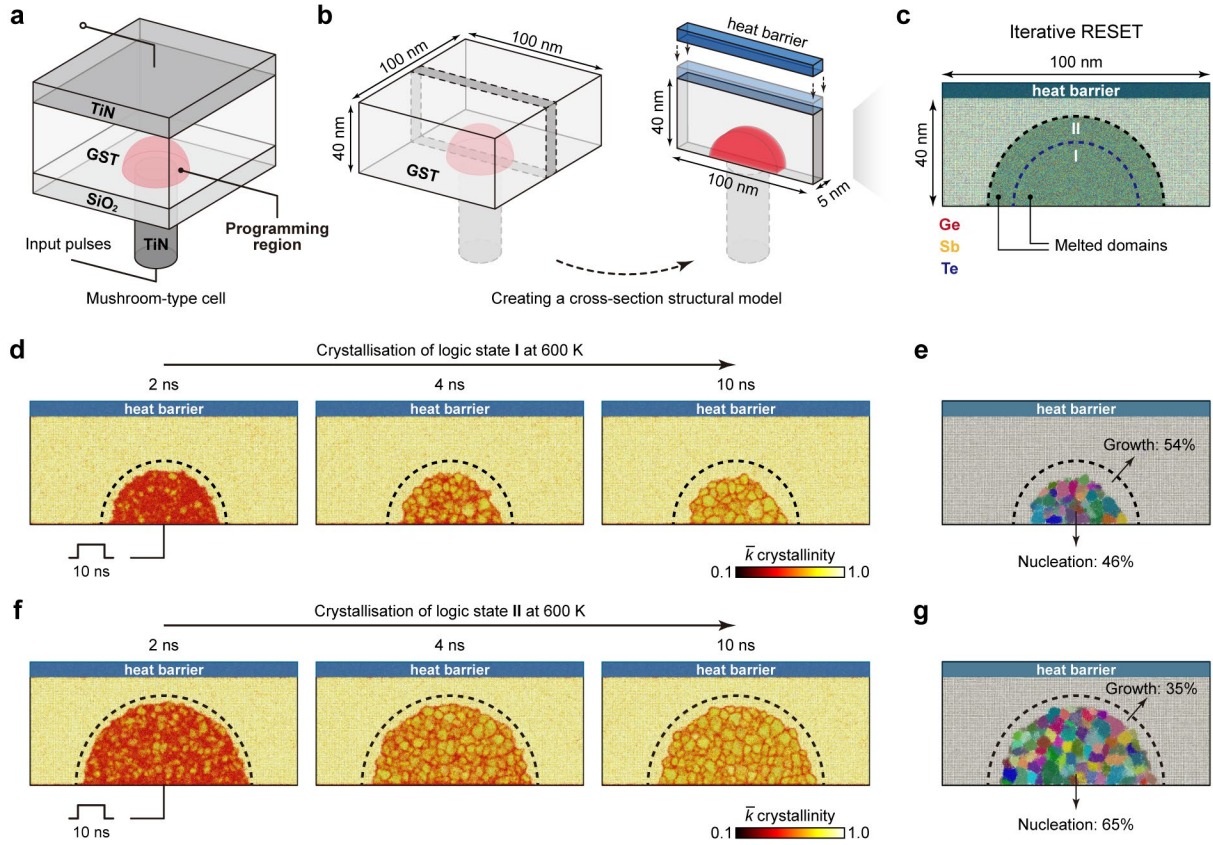 a
TiN
GST
SiO₂
TiN
Input pulses
Programming
region
Mushroom-type cell
b
100 nm
100 nm
40 nm
GST
heat barrier
40 nm
100 nm
5 nm
Creating a cross-section structural model
c
Iterative RESET
100 nm
heat barrier
40 nm
II
I
Ge
Sb
Te
Melted domains
d
Crystallisation of logic state I at 600 K
2 ns
4 ns
10 ns
heat barrier
heat barrier
heat barrier
10 ns
k̅ crystallinity
0.1
1.0
e
heat barrier
Growth: 54%
Nucleation: 46%
f
Crystallisation of logic state II at 600 K
2 ns
4 ns
10 ns
heat barrier
heat barrier
heat barrier
10 ns
k̅ crystallinity
0.1
1.0
g
heat barrier
Growth: 35%
Nucleation: 65%